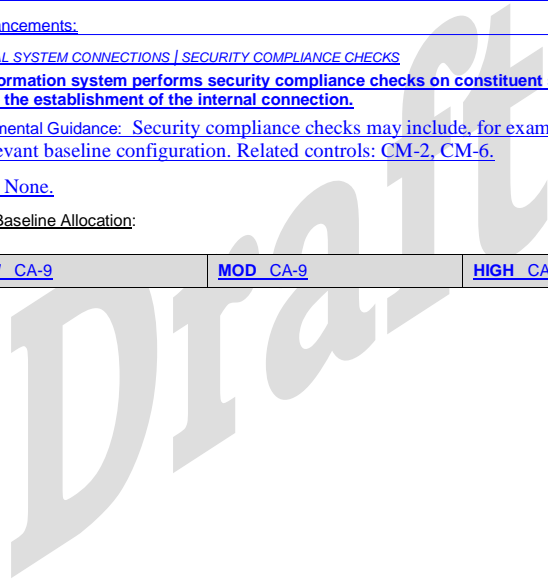 ancements:
AL SYSTEM CONNECTIONS | SECURITY COMPLIANCE CHECKS
formation system performs security compliance checks on constituent
the establishment of the internal connection.
mental Guidance: Security compliance checks may include, for exam
evant baseline configuration. Related controls: CM-2, CM-6.
None.
Baseline Allocation:
CA-9
MOD CA-9
HIGH CA
Draft